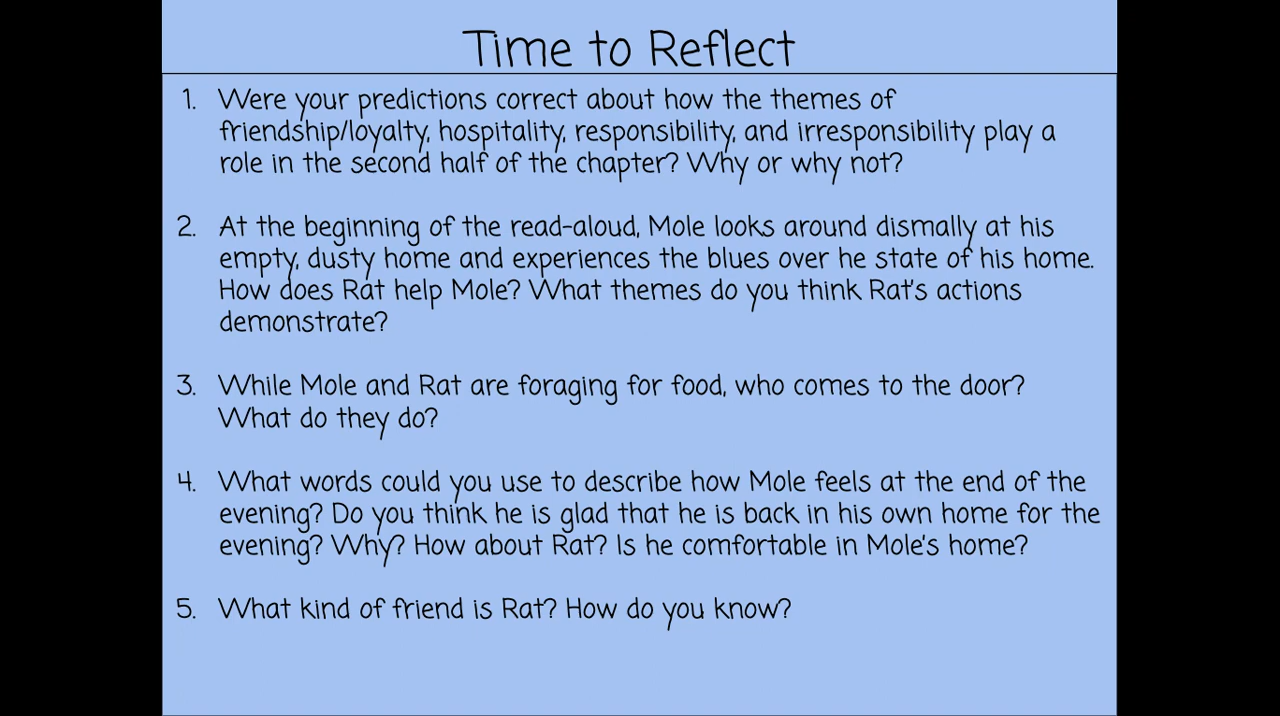 Time to Reflect
1. Were your predictions correct about how the themes of
friendship/loyalty, hospitality, responsibility, and irresponsibility play a
role in the second half of the chapter? Why or why not?
2. At the beginning of the read-aloud, Mole looks around dismally at his
empty, dusty home and experiences the blues over he state of his home.
How does Rat help Mole? What themes do you think Rat's actions
demonstrate?
3. While Mole and Rat are foraging for food, who comes to the door?
What do they do?
4. What words could you use to describe how Mole feels at the end of the
evening? Do you think he is glad that he is back in his own home for the
evening? Why? How about Rat? Is he comfortable in Mole's home?
5. What kind of friend is Rat? How do you know?